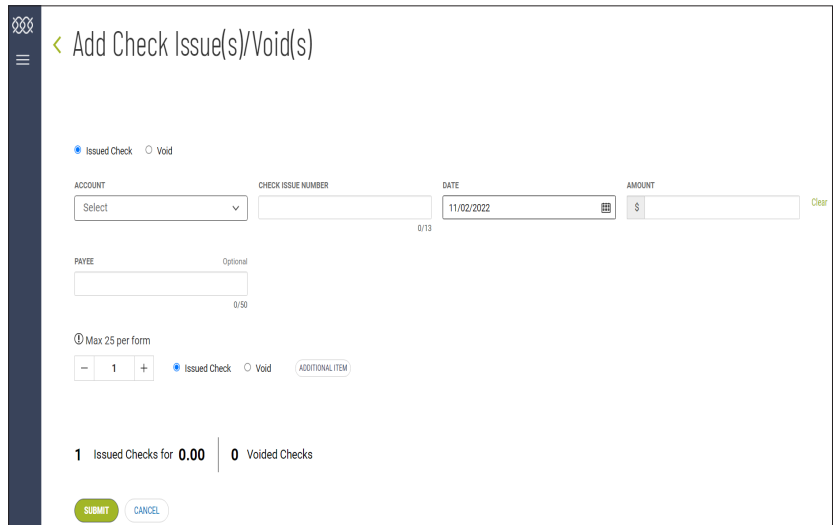 Add Check Issue(s)/Void(s)
Issued Check Void
ACCOUNT CHECK ISSUE NUMBER DATE AMOUNT
Select 11/02/2022 $ Clear
0/13
PAYEE Optional
0/50
Max 25 per form
− 1 + Issued Check Void ADDITIONAL ITEM
1 Issued Checks for 0.00 0 Voided Checks
SUBMIT CANCEL